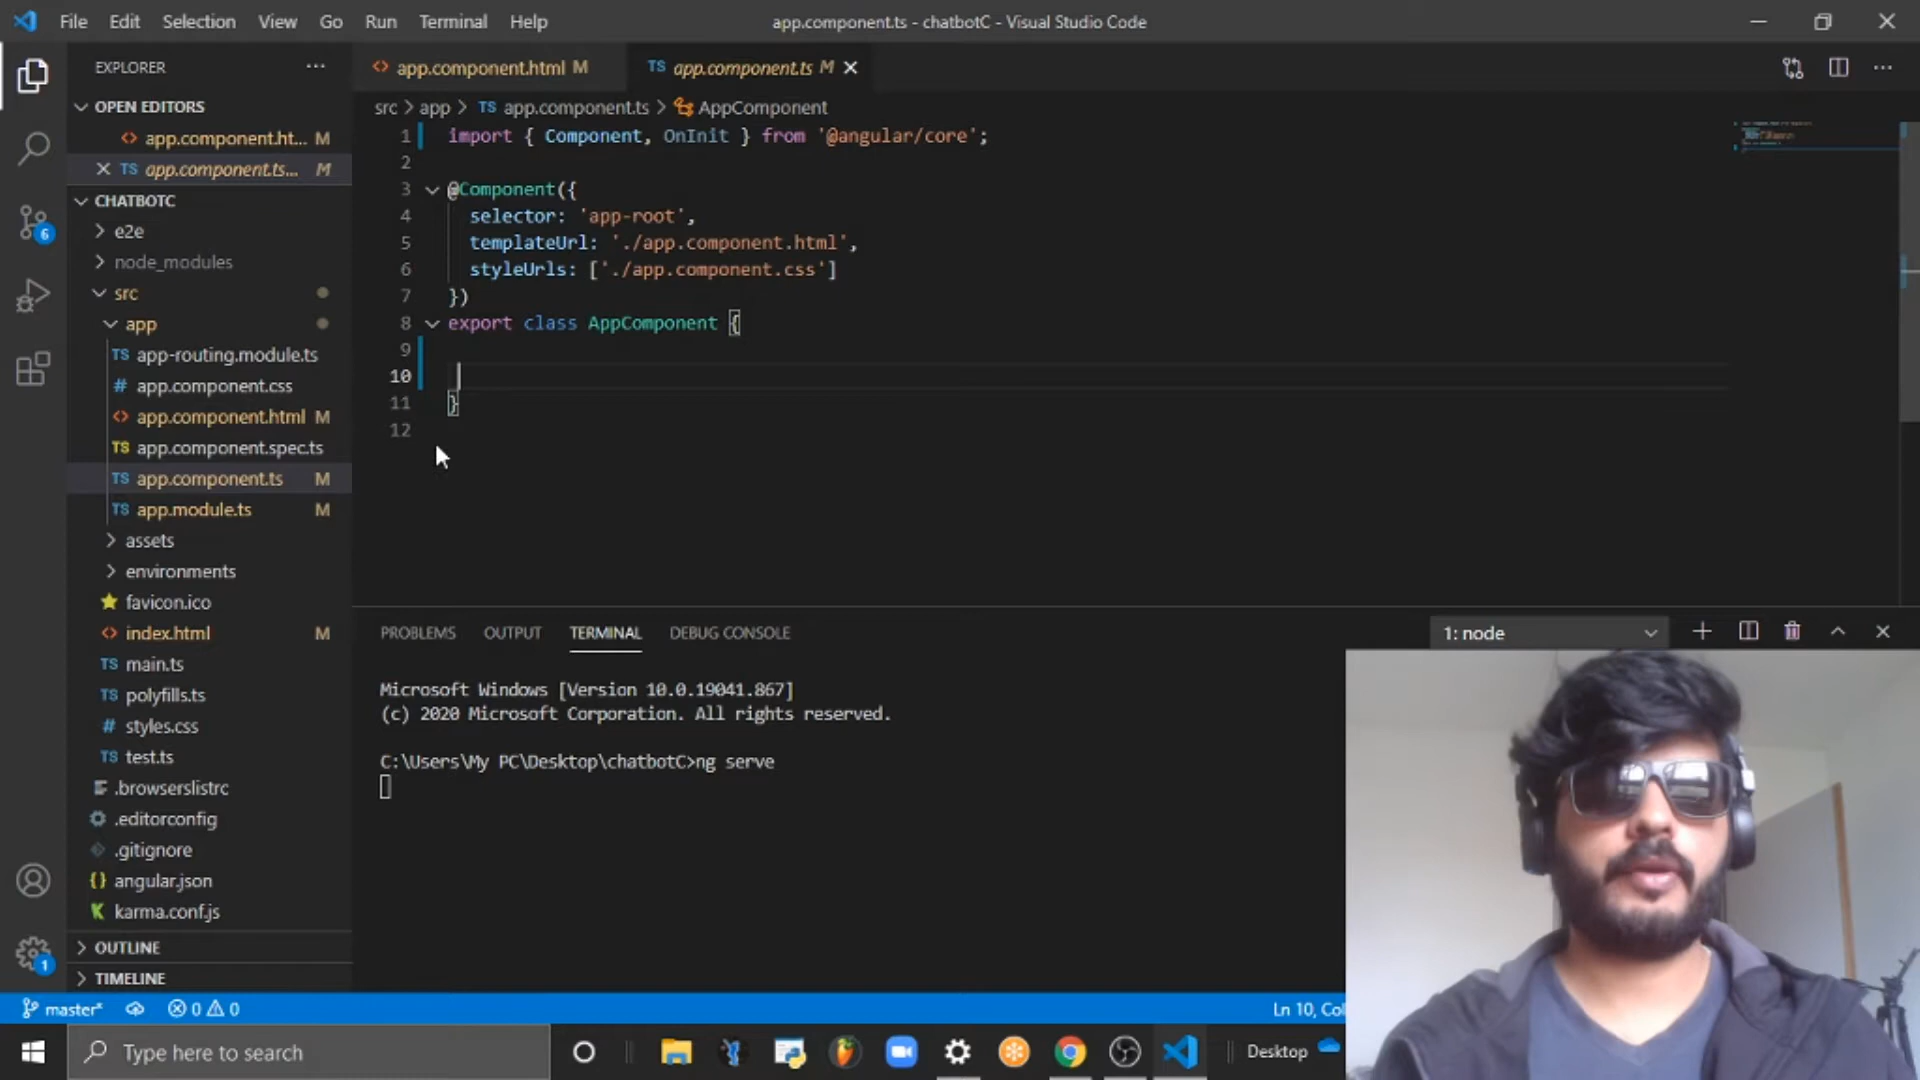 File Edit Selection View Go Run Terminal Help
app.component.ts - chatbotC - Visual Studio Code
EXPLORER
OPEN EDITORS
app.component.ht... M
app.component.ts... M
CHATBOTC
e2e
node_modules
src
app
TS app-routing.module.ts
# app.component.css
<> app.component.html M
TS app.component.spec.ts
TS app.component.ts M
TS app.module.ts M
assets
environments
favicon.ico
<> index.html M
TS main.ts
TS polyfills.ts
# styles.css
TS test.ts
.browserslistrc
.editorconfig
.gitignore
{} angular.json
karma.conf.js
OUTLINE
TIMELINE
6
1
<> app.component.html M
TS app.component.ts M
src > app > TS app.component.ts > AppComponent
1 import { Component, OnInit } from '@angular/core';
2
3 @Component({
4 selector: 'app-root',
5 templateUrl: './app.component.html',
6 styleUrls: ['./app.component.css']
7 })
8 export class AppComponent {
9
10
11 }
12
PROBLEMS OUTPUT TERMINAL DEBUG CONSOLE
1: node
Microsoft Windows [Version 10.0.19041.867]
(c) 2020 Microsoft Corporation. All rights reserved.
C:\Users\My PC\Desktop\chatbotC>ng serve
master* 0 0
Ln 10, Col
Type here to search
Desktop